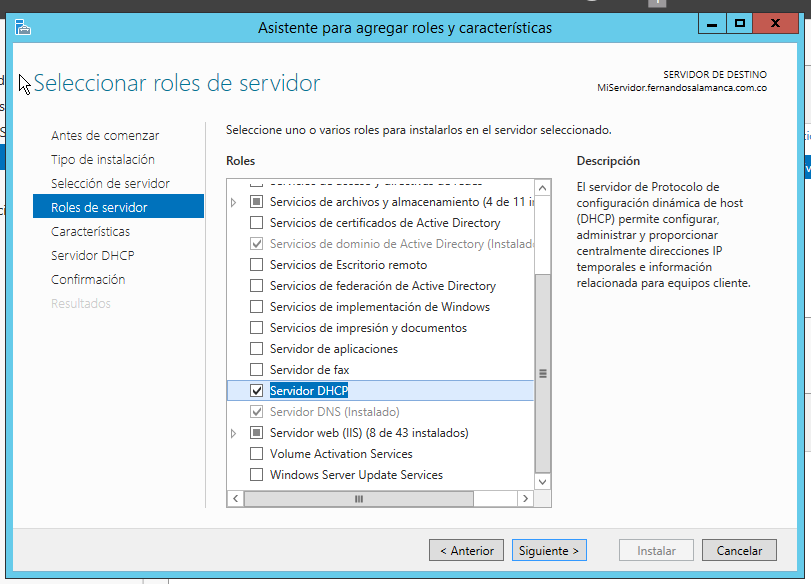 Asistente para agregar roles y características
Seleccionar roles de servidor
SERVIDOR DE DESTINO
MiServidor.fernandosalamanca.com.co
Antes de comenzar
Tipo de instalación
Selección de servidor
Roles de servidor
Características
Servidor DHCP
Confirmación
Resultados
Seleccione uno o varios roles para instalarlos en el servidor seleccionado.
Roles
Servicios de archivos y almacenamiento (4 de 11 in
Servicios de certificados de Active Directory
Servicios de dominio de Active Directory (Instalado
Servicios de Escritorio remoto
Servicios de federación de Active Directory
Servicios de implementación de Windows
Servicios de impresión y documentos
Servidor de aplicaciones
Servidor de fax
Servidor DHCP
Servidor DNS (Instalado)
Servidor web (IIS) (8 de 43 instalados)
Volume Activation Services
Windows Server Update Services
Descripción
El servidor de Protocolo de
configuración dinámica de host
(DHCP) permite configurar,
administrar y proporcionar
centralmente direcciones IP
temporales e información
relacionada para equipos cliente.
< Anterior
Siguiente >
Instalar
Cancelar